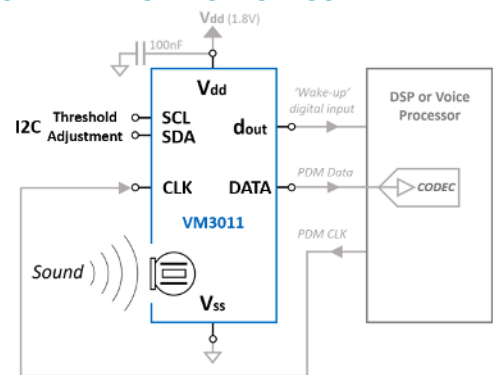 Vdd (1.8V)
100nF
Vdd
I2C
Threshold
Adjustment
SCL
SDA
dout
'Wake-up'
digital input
DSP or Voice
Processor
CLK
DATA
PDM Data
CODEC
VM3011
PDM CLK
Sound
Vss